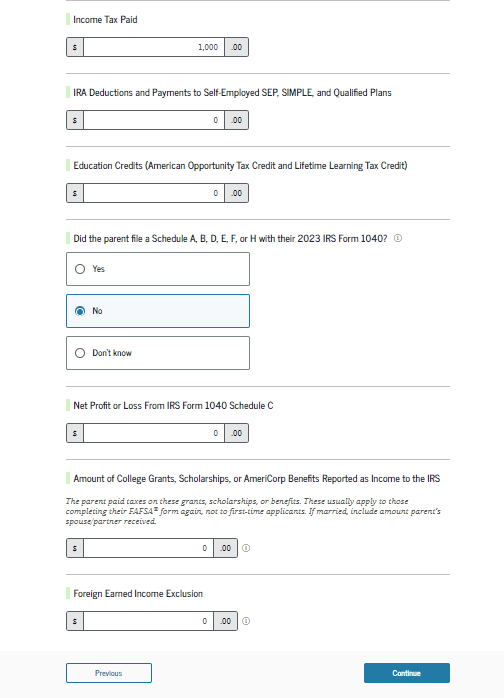 Income Tax Paid
$ 1,000 .00
IRA Deductions and Payments to Self-Employed SEP, SIMPLE, and Qualified Plans
$ 0 .00
Education Credits (American Opportunity Tax Credit and Lifetime Learning Tax Credit)
$ 0 .00
Did the parent file a Schedule A, B, D, E, F, or H with their 2023 IRS Form 1040? ⓘ
Yes
No
Don't know
Net Profit or Loss From IRS Form 1040 Schedule C
$ 0 .00
Amount of College Grants, Scholarships, or AmeriCorp Benefits Reported as Income to the IRS
The parent paid taxes on these grants, scholarships, or benefits. These usually apply to those
completing their FAFSA® form again, not to first-time applicants. If married, include amount parent's
spouse/partner received.
$ 0 .00 ⓘ
Foreign Earned Income Exclusion
$ 0 .00 ⓘ
Previous
Continue